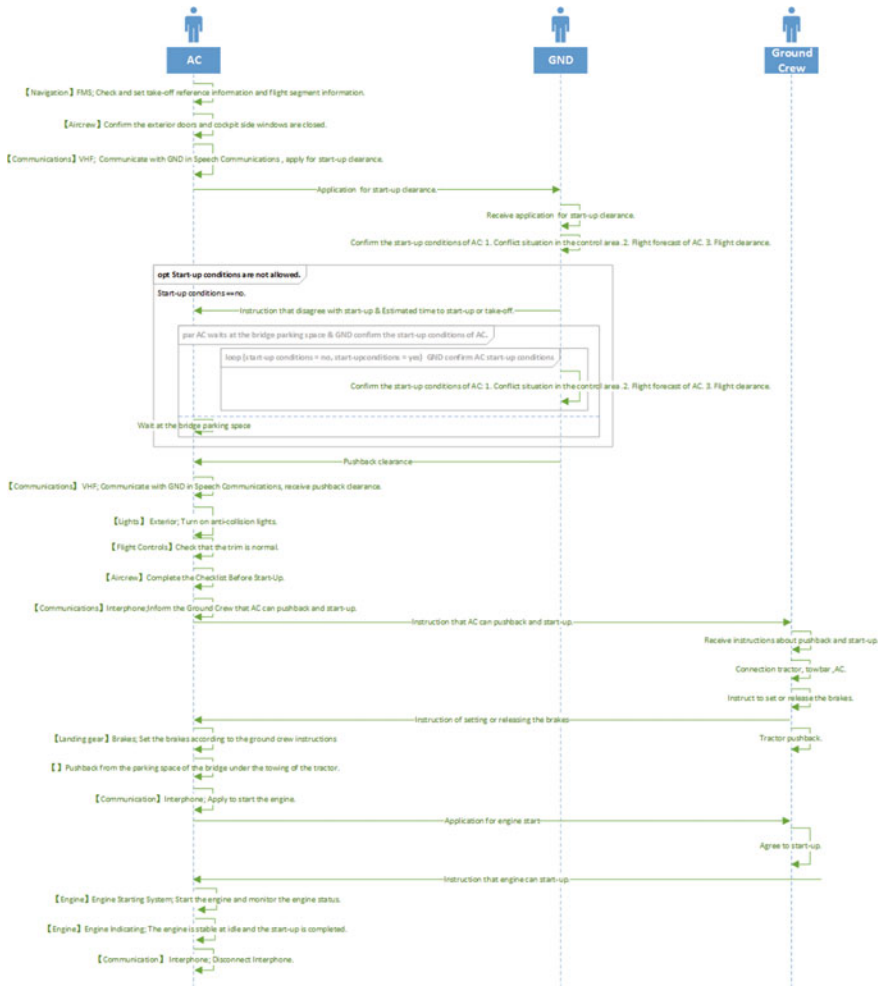 AC
GND
Ground
Crew
【Navigation】FMS; Check and set take-off reference information and flight segment information.
【Aircrew】Confirm the exterior doors and cockpit side windows are closed.
【Communications】VHF; Communicate with GND in Speech Communications , apply for start-up clearance.
Application for start-up clearance.
Receive application for start-up clearance.
Confirm the start-up conditions of AC: 1. Conflict situation in the control area .2. Flight forecast of AC. 3. Flight clearance.
opt Start-up conditions are not allowed.
Start-up conditions ==no.
Instruction that disagree with start-up & Estimated time to start-up or take-off.
par AC waits at the bridge parking space & GND confirm the start-up conditions of AC.
loop (start-up conditions = no, start-upconditions = yes) GND confirm AC start-up conditions
Confirm the start-up conditions of AC: 1. Conflict situation in the control area .2. Flight forecast of AC. 3. Flight clearance.
Wait at the bridge parking space
Pushback clearance
【Communications】 VHF; Communicate with GND in Speech Communications, receive pushback clearance.
【Lights】 Exterior; Turn on anti-collision lights.
【Flight Controls】Check that the trim is normal.
【Aircrew】Complete the Checklist Before Start-Up.
【Communications】Interphone;Inform the Ground Crew that AC can pushback and start-up.
Instruction that AC can pushback and start-up.
Receive instructions about pushback and start-up.
Connection tractor, towbar ,AC.
Instruct to set or release the brakes.
Instruction of setting or releasing the brakes
【Landing gear】Brakes; Set the brakes according to the ground crew instructions
Tractor pushback.
【 】Pushback from the parking space of the bridge under the towing of the tractor.
【Communication】Interphone; Apply to start the engine.
Application for engine start
Agree to start-up.
Instruction that engine can start-up.
【Engine】Engine Starting System; Start the engine and monitor the engine status.
【Engine】Engine Indicating; The engine is stable at idle and the start-up is completed.
【Communication】 Interphone; Disconnect Interphone.